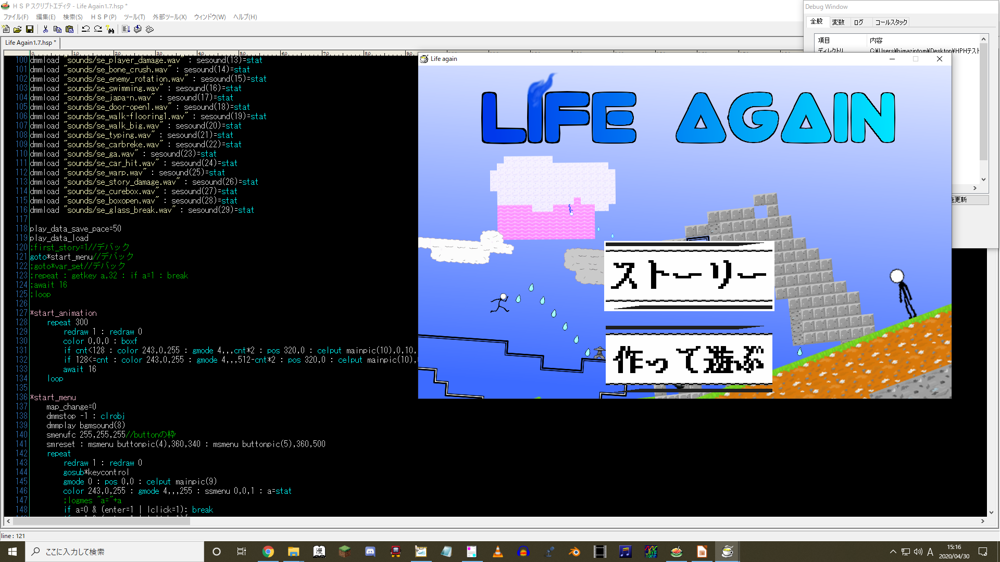 ＨＳＰスクリプトエディタ - Life Again1.7.hsp *
ファイル(F) 編集(E) 検索(S) ＨＳＰ(P) ツール(T) 外部ツール(X) ウィンドウ(W) ヘルプ(H)
Life Again1.7.hsp *
100 dmmload "sounds/se_player_damage.wav" : sesound(13)=stat
101 dmmload "sounds/se_bone_crush.wav" : sesound(14)=stat
102 dmmload "sounds/se_enemy_rotation.wav" : sesound(15)=stat
103 dmmload "sounds/se_swimming.wav" : sesound(16)=stat
104 dmmload "sounds/se_japa-n.wav" : sesound(17)=stat
105 dmmload "sounds/se_door-open1.wav" : sesound(18)=stat
106 dmmload "sounds/se_walk-flooring1.wav" : sesound(19)=stat
107 dmmload "sounds/se_walk_big.wav" : sesound(20)=stat
108 dmmload "sounds/se_typing.wav" : sesound(21)=stat
109 dmmload "sounds/se_carbreke.wav" : sesound(22)=stat
110 dmmload "sounds/se_ga.wav" : sesound(23)=stat
111 dmmload "sounds/se_car_hit.wav" : sesound(24)=stat
112 dmmload "sounds/se_warp.wav" : sesound(25)=stat
113 dmmload "sounds/se_story_damage.wav" : sesound(26)=stat
114 dmmload "sounds/se_curebox.wav" : sesound(27)=stat
115 dmmload "sounds/se_boxopen.wav" : sesound(28)=stat
116 dmmload "sounds/se_glass_break.wav" : sesound(29)=stat
117
118 play_data_save_pace=50
119 play_data_load
120 ;first_story=1//デバック
121 goto*start_menu//デバック
122 ;goto*var_set//デバック
123 ;repeat : getkey a,32 : if a=1 : break
124 ;await 16
125 ;loop
126
127 *start_animation
128 repeat 300
129 redraw 1 : redraw 0
130 color 0,0,0 : boxf
131 if cnt<128 : color 243,0,255 : gmode 4,,,cnt*2 : pos 320,0 : celput mainpic(10),0,10,
132 if 128<=cnt : color 243,0,255 : gmode 4,,,512-cnt*2 : pos 320,0 : celput mainpic(10),
133 await 16
134 loop
135
136 *start_menu
137 map_change=0
138 dmmstop -1 : clrobj
139 dmmplay bgmsound(8)
140 smenufc 255,255,255//buttonの枠
141 smreset : msmenu buttonpic(4),360,340 : msmenu buttonpic(5),360,500
142 repeat
143 redraw 1 : redraw 0
144 gosub*keycontrol
145 gmode 0 : pos 0,0 : celput mainpic(9)
146 color 243,0,255 : gmode 4,,,255 : ssmenu 0,0,1 : a=stat
147 ;logmes "a="+a
148 if a=0 & (enter=1 | lclick=1): break
line : 121
Debug Window
全般 変数 ログ コールスタック
項目 内容
ディレクトリ C:¥Users¥himazintom¥Desktop¥HPHテスト
を更新
Life again
LIFE AGAIN
ストーリー
作って遊ぶ
ここに入力して検索
漫
A
15:16
2020/04/30